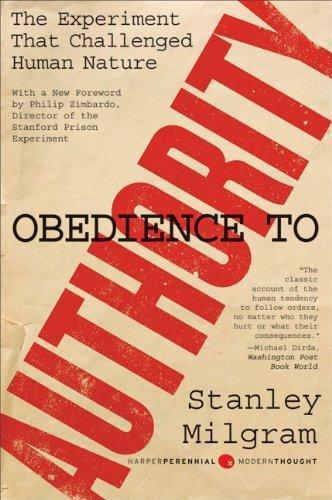 The Experiment
That Challenged
Human Nature
With a New Foreword
by Philip Zimbardo,
Director of the
Stanford Prison
Experiment
OBEDIENCE TO
AUTHORITY
"The
classic
account of the
human tendency
to follow orders,
no matter who they
hurt or what their
consequences."
—Michael Dirda,
Washington Post
Book World
Stanley
Milgram
HARPERPERENNIAL MODERNTHOUGHT